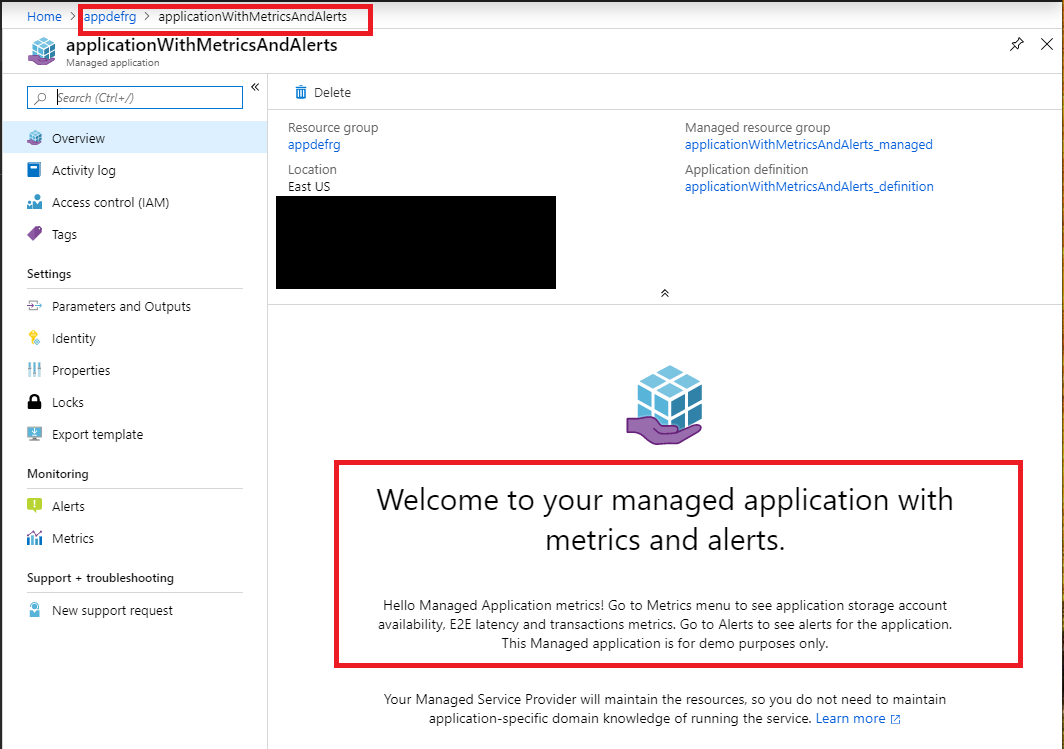 Home > appdefrg > applicationWithMetricsAndAlerts
applicationWithMetricsAndAlerts
Managed application
Search (Ctrl+/)
«
Overview
Activity log
Access control (IAM)
Tags
Settings
Parameters and Outputs
Identity
Properties
Locks
Export template
Monitoring
Alerts
Metrics
Support + troubleshooting
New support request
Delete
Resource group
appdefrg
Location
East US
Managed resource group
applicationWithMetricsAndAlerts_managed
Application definition
applicationWithMetricsAndAlerts_definition
Welcome to your managed application with
metrics and alerts.
Hello Managed Application metrics! Go to Metrics menu to see application storage account
availability, E2E latency and transactions metrics. Go to Alerts to see alerts for the application.
This Managed application is for demo purposes only.
Your Managed Service Provider will maintain the resources, so you do not need to maintain
application-specific domain knowledge of running the service. Learn more